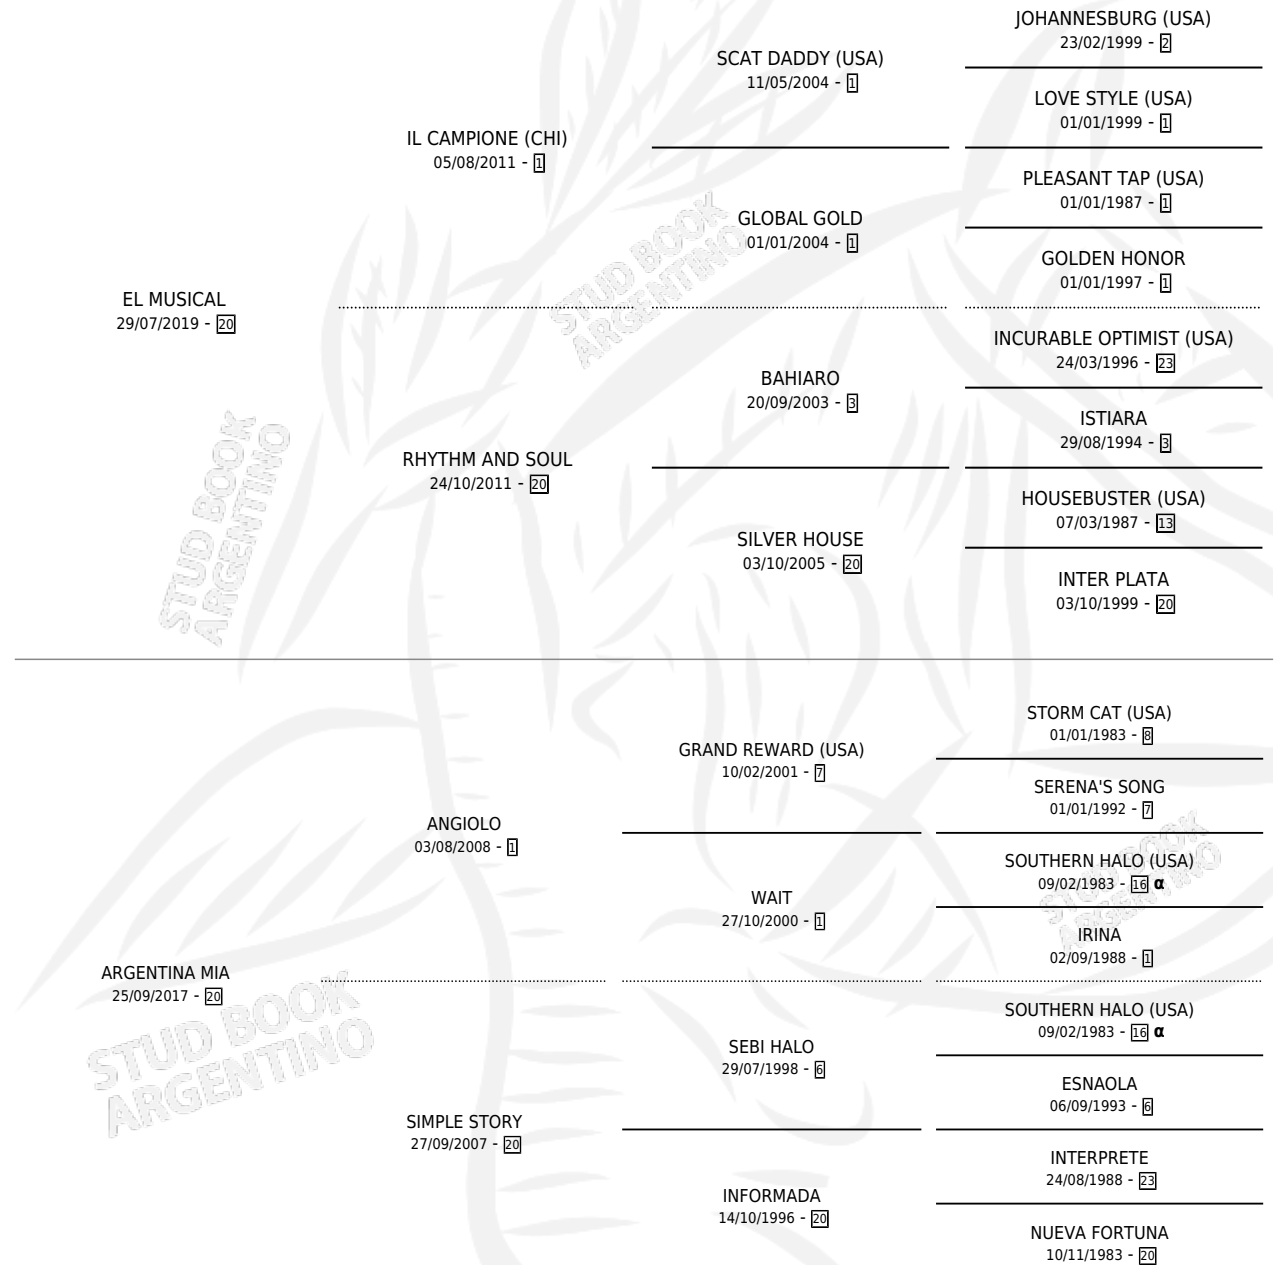 JOHANNESBURG (USA)
23/02/1999 - 2
SCAT DADDY (USA)
11/05/2004 - 1
LOVE STYLE (USA)
01/01/1999 - 1
IL CAMPIONE (CHI)
05/08/2011 - 1
PLEASANT TAP (USA)
01/01/1987 - 1
GLOBAL GOLD
01/01/2004 - 1
GOLDEN HONOR
01/01/1997 - 1
EL MUSICAL
29/07/2019 - 20
INCURABLE OPTIMIST (USA)
24/03/1996 - 23
BAHIARO
20/09/2003 - 3
ISTIARA
29/08/1994 - 3
RHYTHM AND SOUL
24/10/2011 - 20
HOUSEBUSTER (USA)
07/03/1987 - 13
SILVER HOUSE
03/10/2005 - 20
INTER PLATA
03/10/1999 - 20
STORM CAT (USA)
01/01/1983 - 8
GRAND REWARD (USA)
10/02/2001 - 7
SERENA'S SONG
01/01/1992 - 7
ANGIOLO
03/08/2008 - 1
SOUTHERN HALO (USA)
09/02/1983 - 16 α
WAIT
27/10/2000 - 1
IRINA
02/09/1988 - 1
ARGENTINA MIA
25/09/2017 - 20
SOUTHERN HALO (USA)
09/02/1983 - 16 α
SEBI HALO
29/07/1998 - 6
ESNAOLA
06/09/1993 - 6
SIMPLE STORY
27/09/2007 - 20
INTERPRETE
24/08/1988 - 23
INFORMADA
14/10/1996 - 20
NUEVA FORTUNA
10/11/1983 - 20
STUD BOOK
ARGENTINO
STUD BOOK
ARGENTINO
STUD BOOK
ARGENTINO
STUD BOOK
ARGENTINO